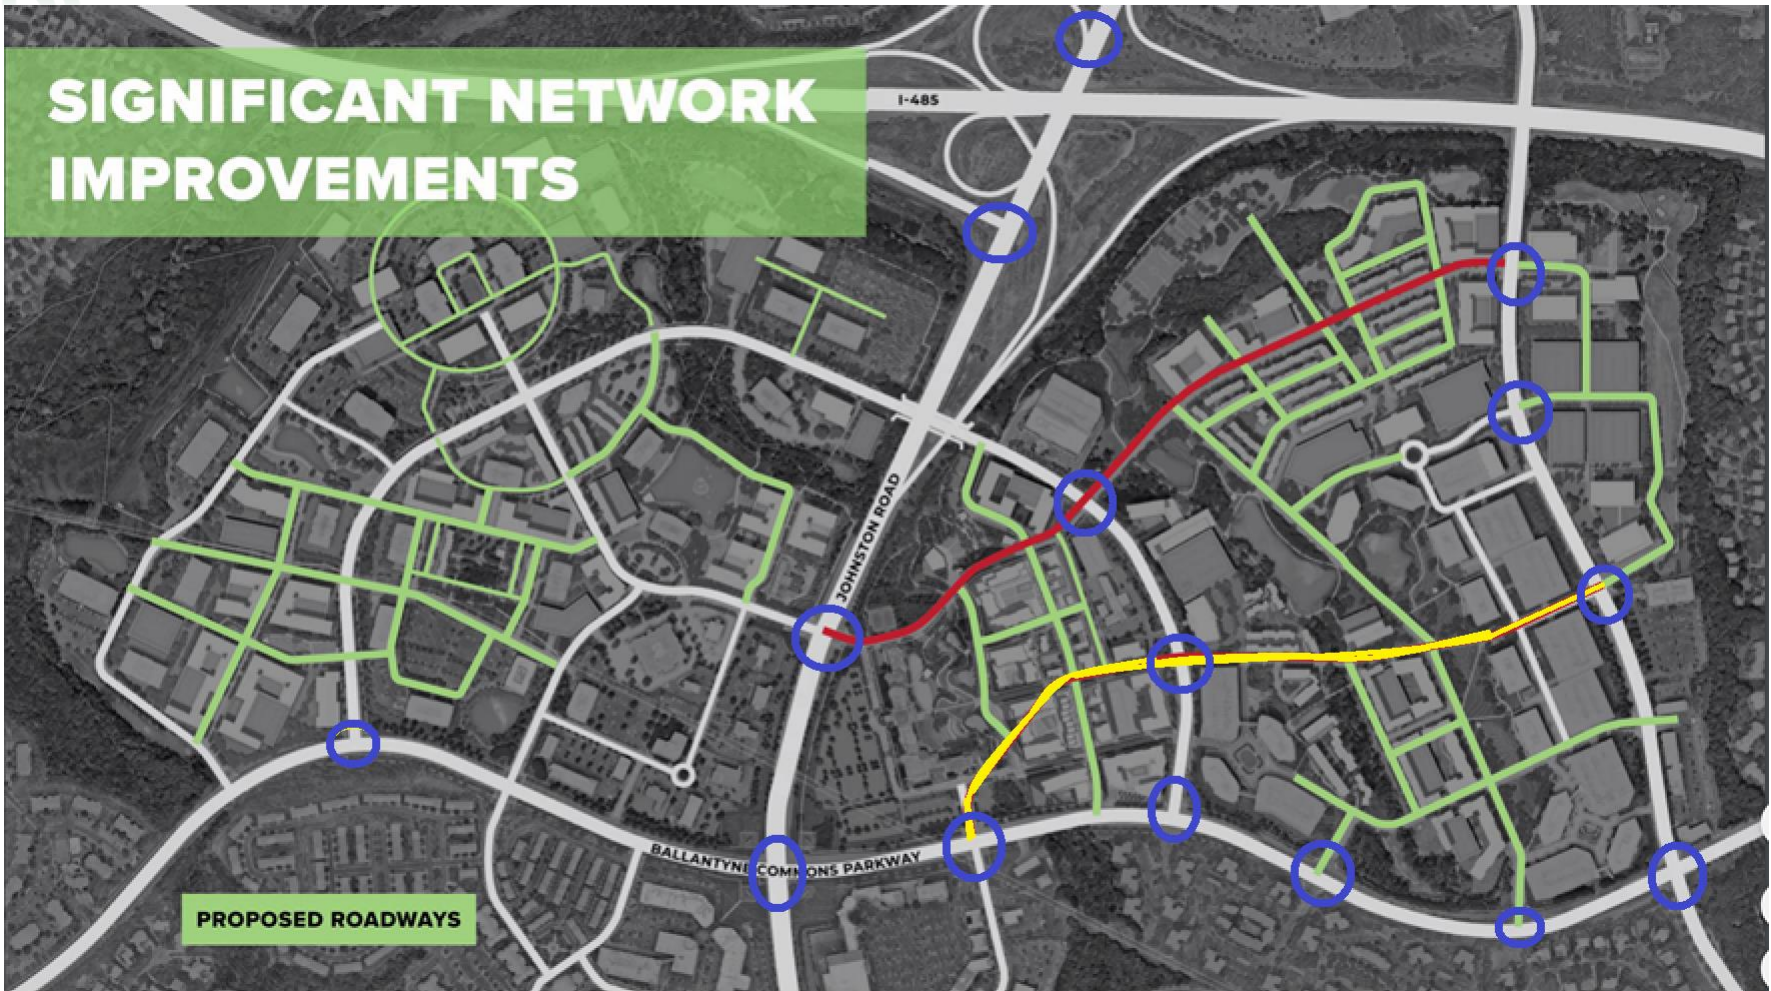 SIGNIFICANT NETWORK
IMPROVEMENTS
I-485
JOHNSTON ROAD
BALLANTYNE COMMONS PARKWAY
PROPOSED ROADWAYS